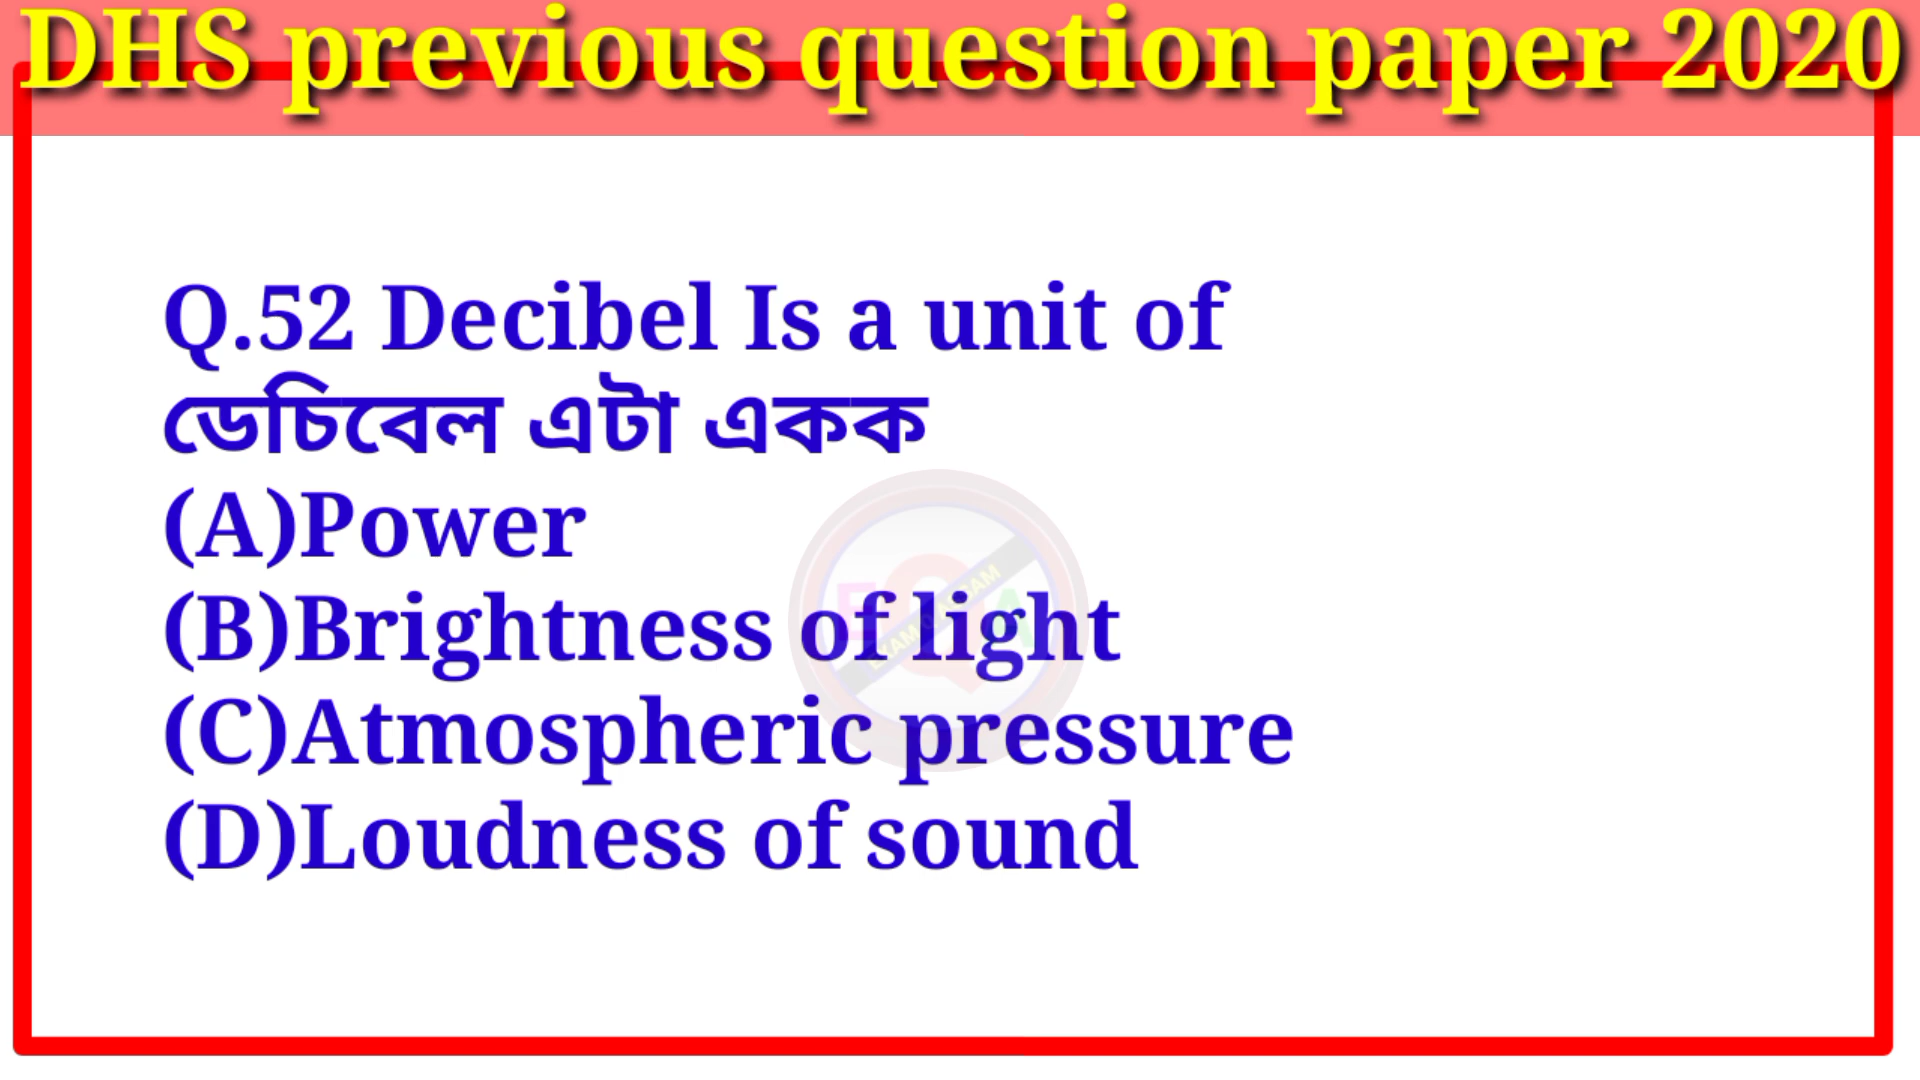 DHS previous question paper 2020
Q.52 Decibel Is a unit of
ডেচিবেল এটা একক
(A)Power
(B)Brightness of light
(C)Atmospheric pressure
(D)Loudness of sound
E Q A